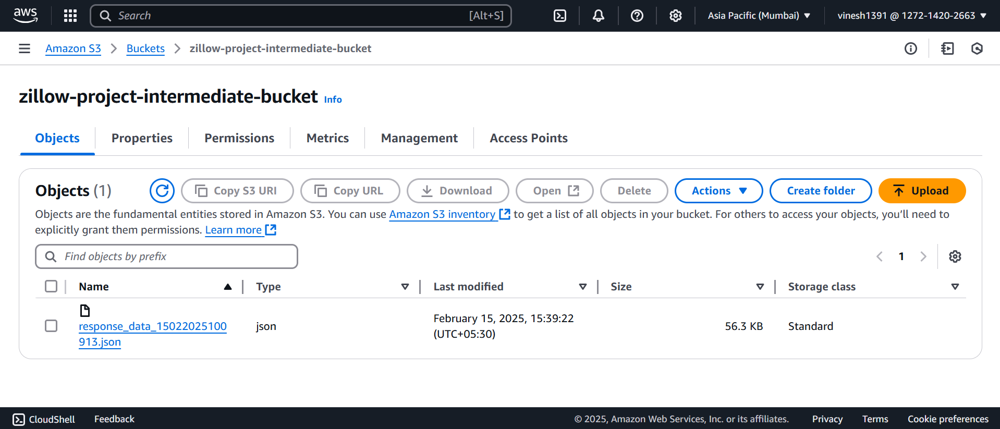 aws
Search [Alt+S]
Asia Pacific (Mumbai)
vinesh1391 @ 1272-1420-2663
Amazon S3
Buckets
zillow-project-intermediate-bucket
zillow-project-intermediate-bucket Info
Objects
Properties
Permissions
Metrics
Management
Access Points
Objects (1)
Copy S3 URI
Copy URL
Download
Open
Delete
Actions
Create folder
Upload
Objects are the fundamental entities stored in Amazon S3. You can use Amazon S3 inventory to get a list of all objects in your bucket. For others to access your objects, you’ll need to
explicitly grant them permissions. Learn more
Find objects by prefix
1
Name
Type
Last modified
Size
Storage class
response_data_15022025100
913.json
json
February 15, 2025, 15:39:22
(UTC+05:30)
56.3 KB
Standard
CloudShell
Feedback
© 2025, Amazon Web Services, Inc. or its affiliates.
Privacy
Terms
Cookie preferences